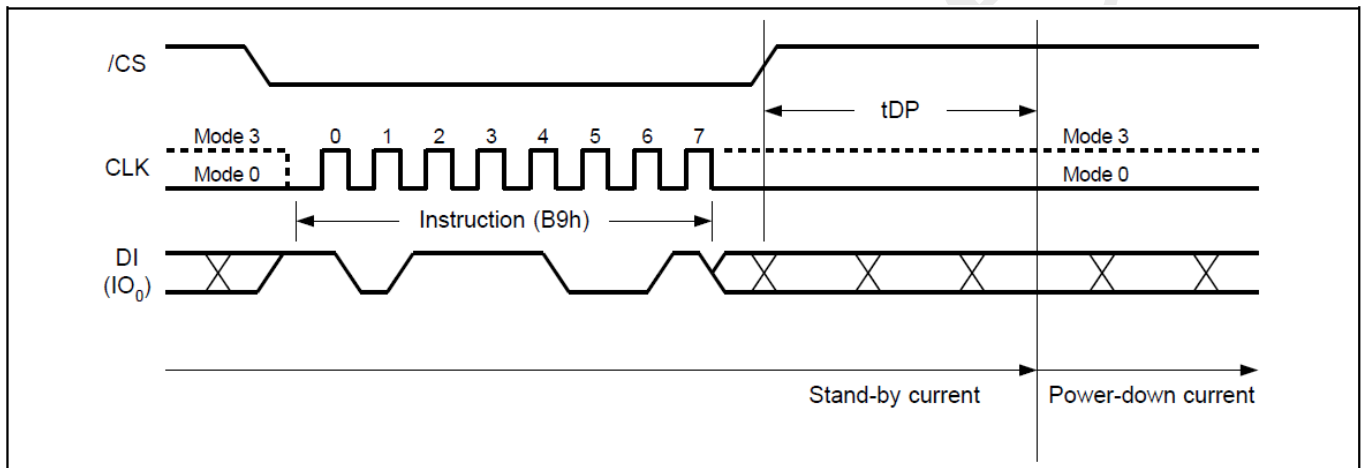 /CS
tDP
Mode 3 0 1 2 3 4 5 6 7 Mode 3
CLK
Mode 0 Mode 0
Instruction (B9h)
DI
(IO0)
Stand-by current Power-down current